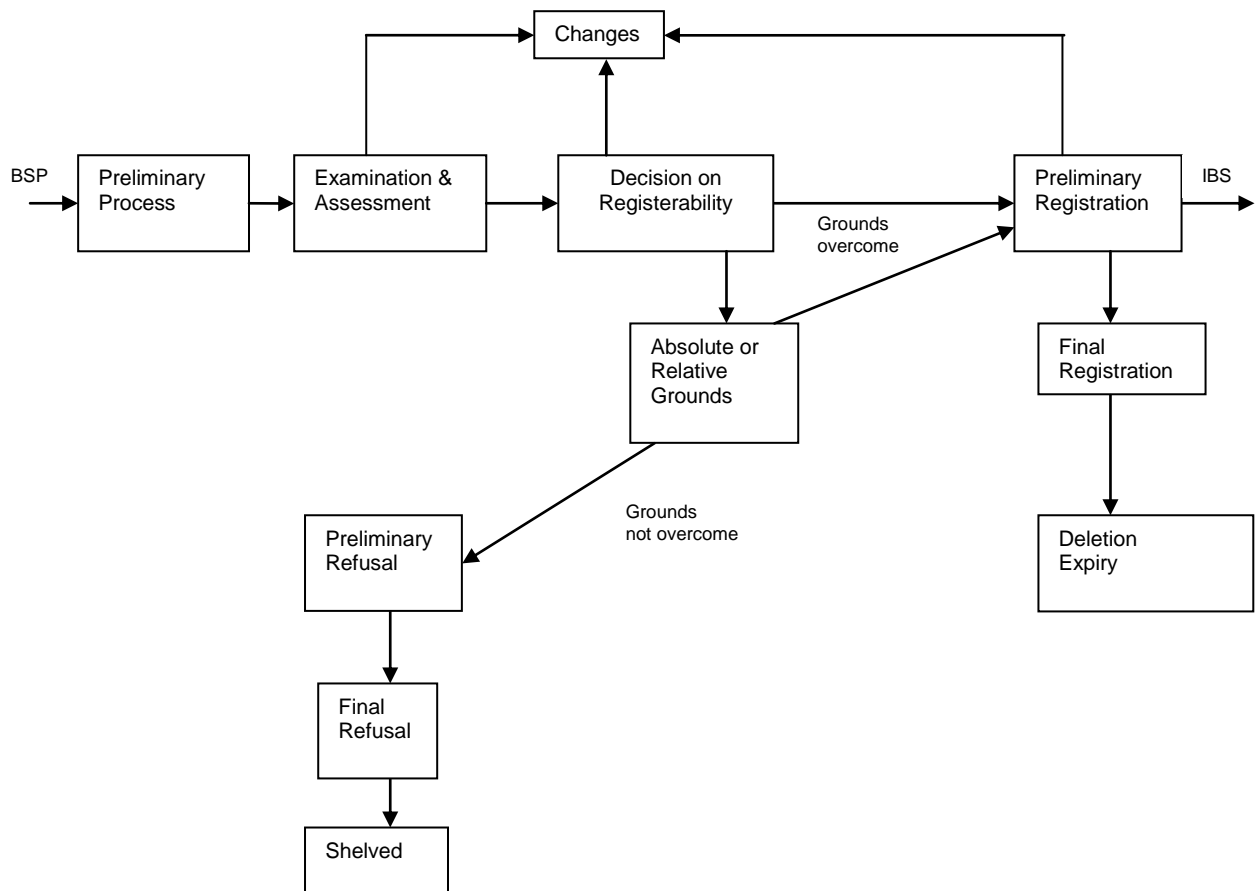 Changes
BSP
Preliminary
Process
Examination &
Assessment
Decision on
Registerability
Preliminary
Registration
IBS
Grounds
overcome
Absolute or
Relative
Grounds
Final
Registration
Grounds
not overcome
Preliminary
Refusal
Deletion
Expiry
Final
Refusal
Shelved